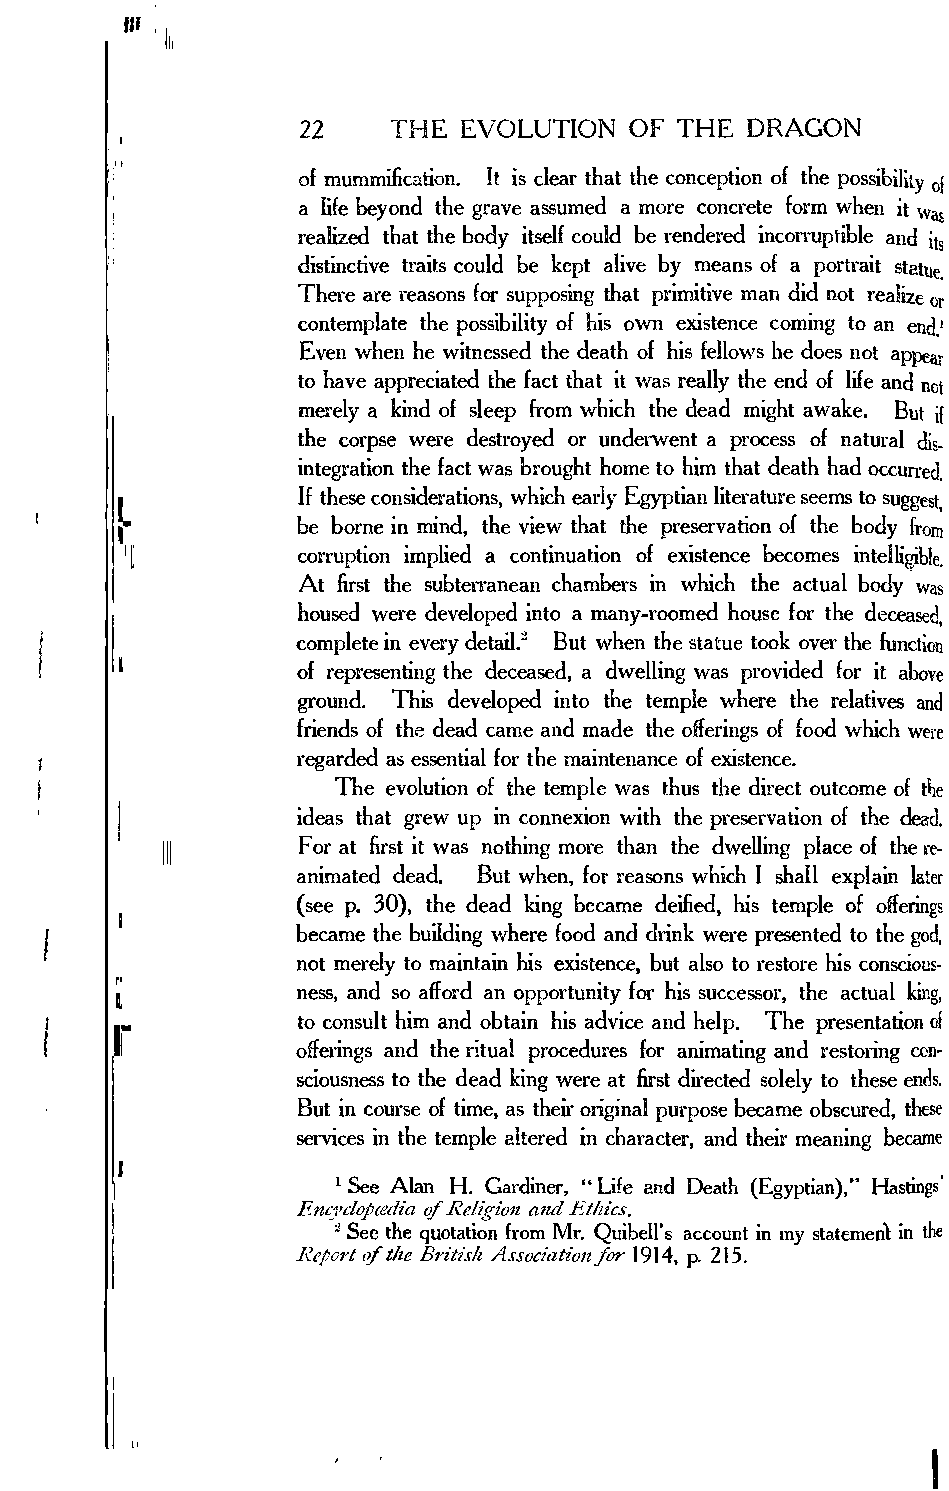 22 THE EVOLUTION OF THE DRAGON
of mummification. It is clear that the conception of the possibility of
a life beyond the grave assumed a more concrete form when it was
realized that the body itself could be rendered incorruptible and its
distinctive traits could be kept alive by means of a portrait statue.
There are reasons for supposing that primitive man did not realize or
contemplate the possibility of his own existence coming to an end.¹
Even when he witnessed the death of his fellows he does not appear
to have appreciated the fact that it was really the end of life and not
merely a kind of sleep from which the dead might awake. But if
the corpse were destroyed or underwent a process of natural dis-
integration the fact was brought home to him that death had occurred.
If these considerations, which early Egyptian literature seems to suggest,
be borne in mind, the view that the preservation of the body from
corruption implied a continuation of existence becomes intelligible.
At first the subterranean chambers in which the actual body was
housed were developed into a many-roomed house for the deceased,
complete in every detail.² But when the statue took over the function
of representing the deceased, a dwelling was provided for it above
ground. This developed into the temple where the relatives and
friends of the dead came and made the offerings of food which were
regarded as essential for the maintenance of existence.
The evolution of the temple was thus the direct outcome of the
ideas that grew up in connexion with the preservation of the dead.
For at first it was nothing more than the dwelling place of the re-
animated dead. But when, for reasons which I shall explain later
(see p. 30), the dead king became deified, his temple of offerings
became the building where food and drink were presented to the god,
not merely to maintain his existence, but also to restore his conscious-
ness, and so afford an opportunity for his successor, the actual king,
to consult him and obtain his advice and help. The presentation of
offerings and the ritual procedures for animating and restoring con-
sciousness to the dead king were at first directed solely to these ends.
But in course of time, as their original purpose became obscured, these
services in the temple altered in character, and their meaning became
¹ See Alan H. Gardiner, "Life and Death (Egyptian)," Hastings'
Encyclopædia of Religion and Ethics.
² See the quotation from Mr. Quibell's account in my statement in the
Report of the British Association for 1914, p. 215.